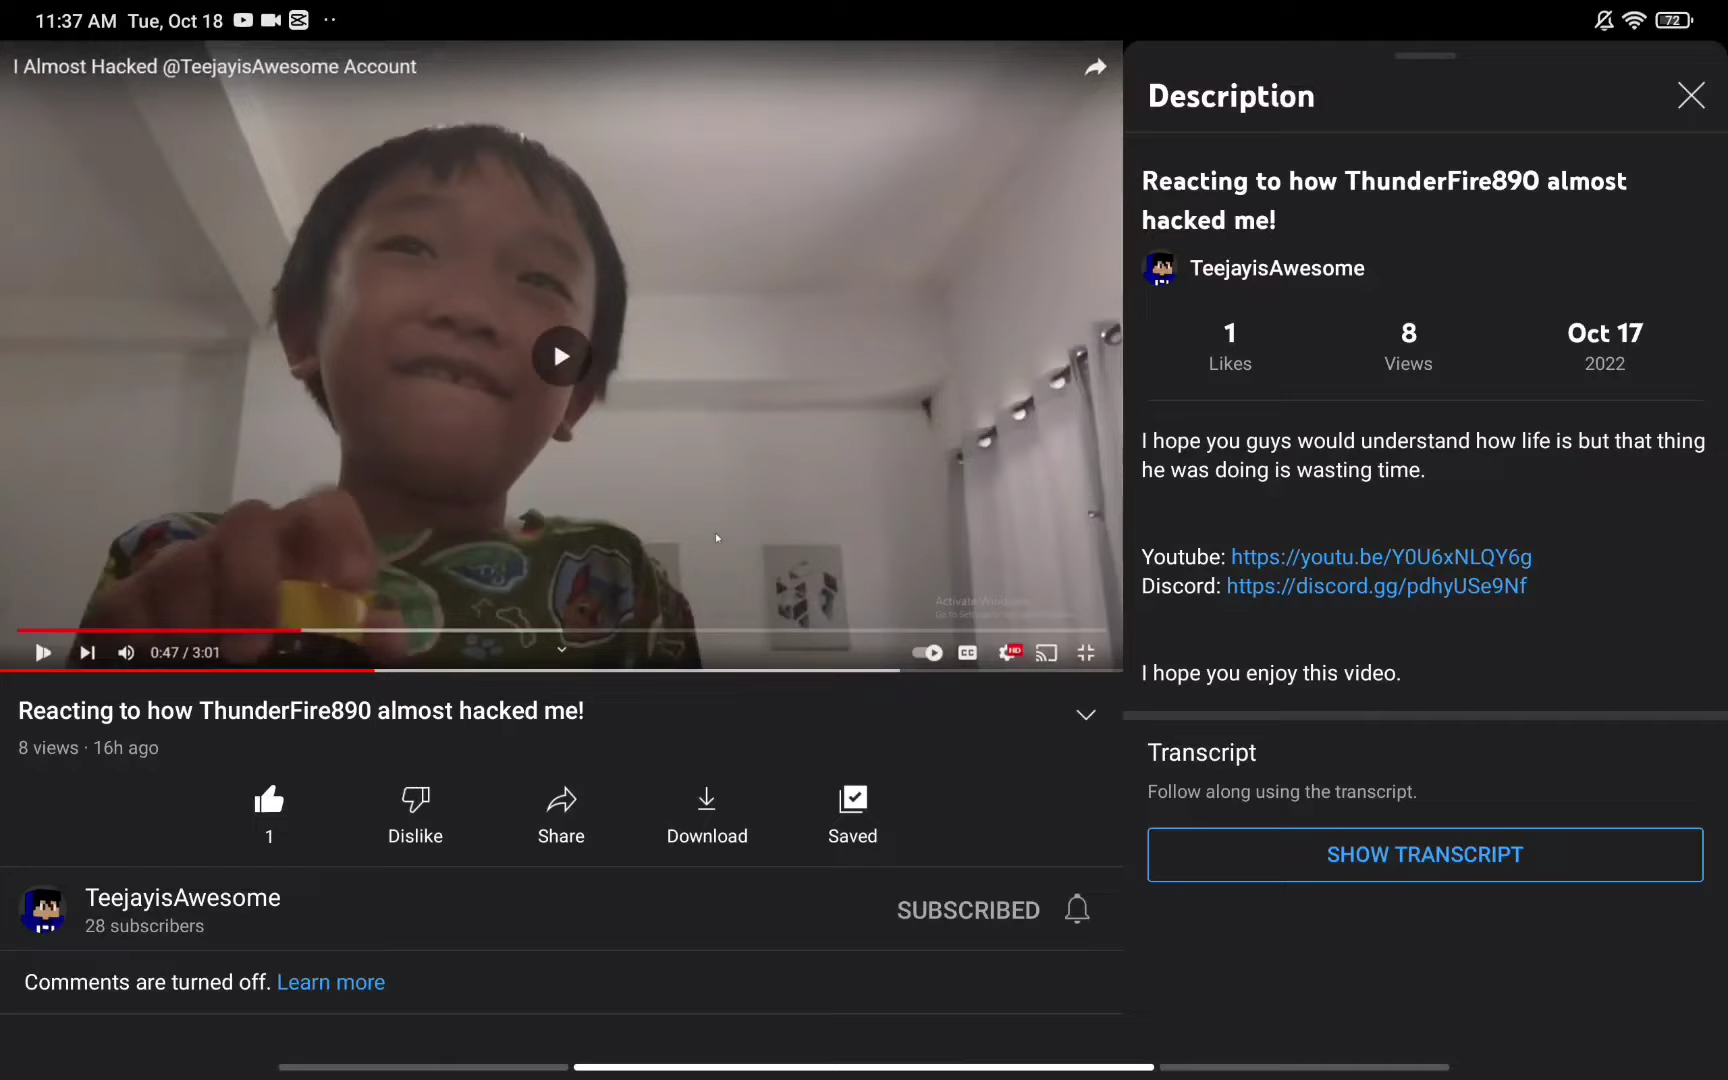 11:37 AM Tue, Oct 18
72
I Almost Hacked @TeejayisAwesome Account
Activate Windows
0:47 / 3:01
CC
HD
Reacting to how ThunderFire890 almost hacked me!
8 views · 16h ago
1
Dislike
Share
Download
Saved
TeejayisAwesome
28 subscribers
SUBSCRIBED
Comments are turned off. Learn more
Description
Reacting to how ThunderFire890 almost
hacked me!
TeejayisAwesome
1
Likes
8
Views
Oct 17
2022
I hope you guys would understand how life is but that thing
he was doing is wasting time.
Youtube: https://youtu.be/Y0U6xNLQY6g
Discord: https://discord.gg/pdhyUSe9Nf
I hope you enjoy this video.
Transcript
Follow along using the transcript.
SHOW TRANSCRIPT